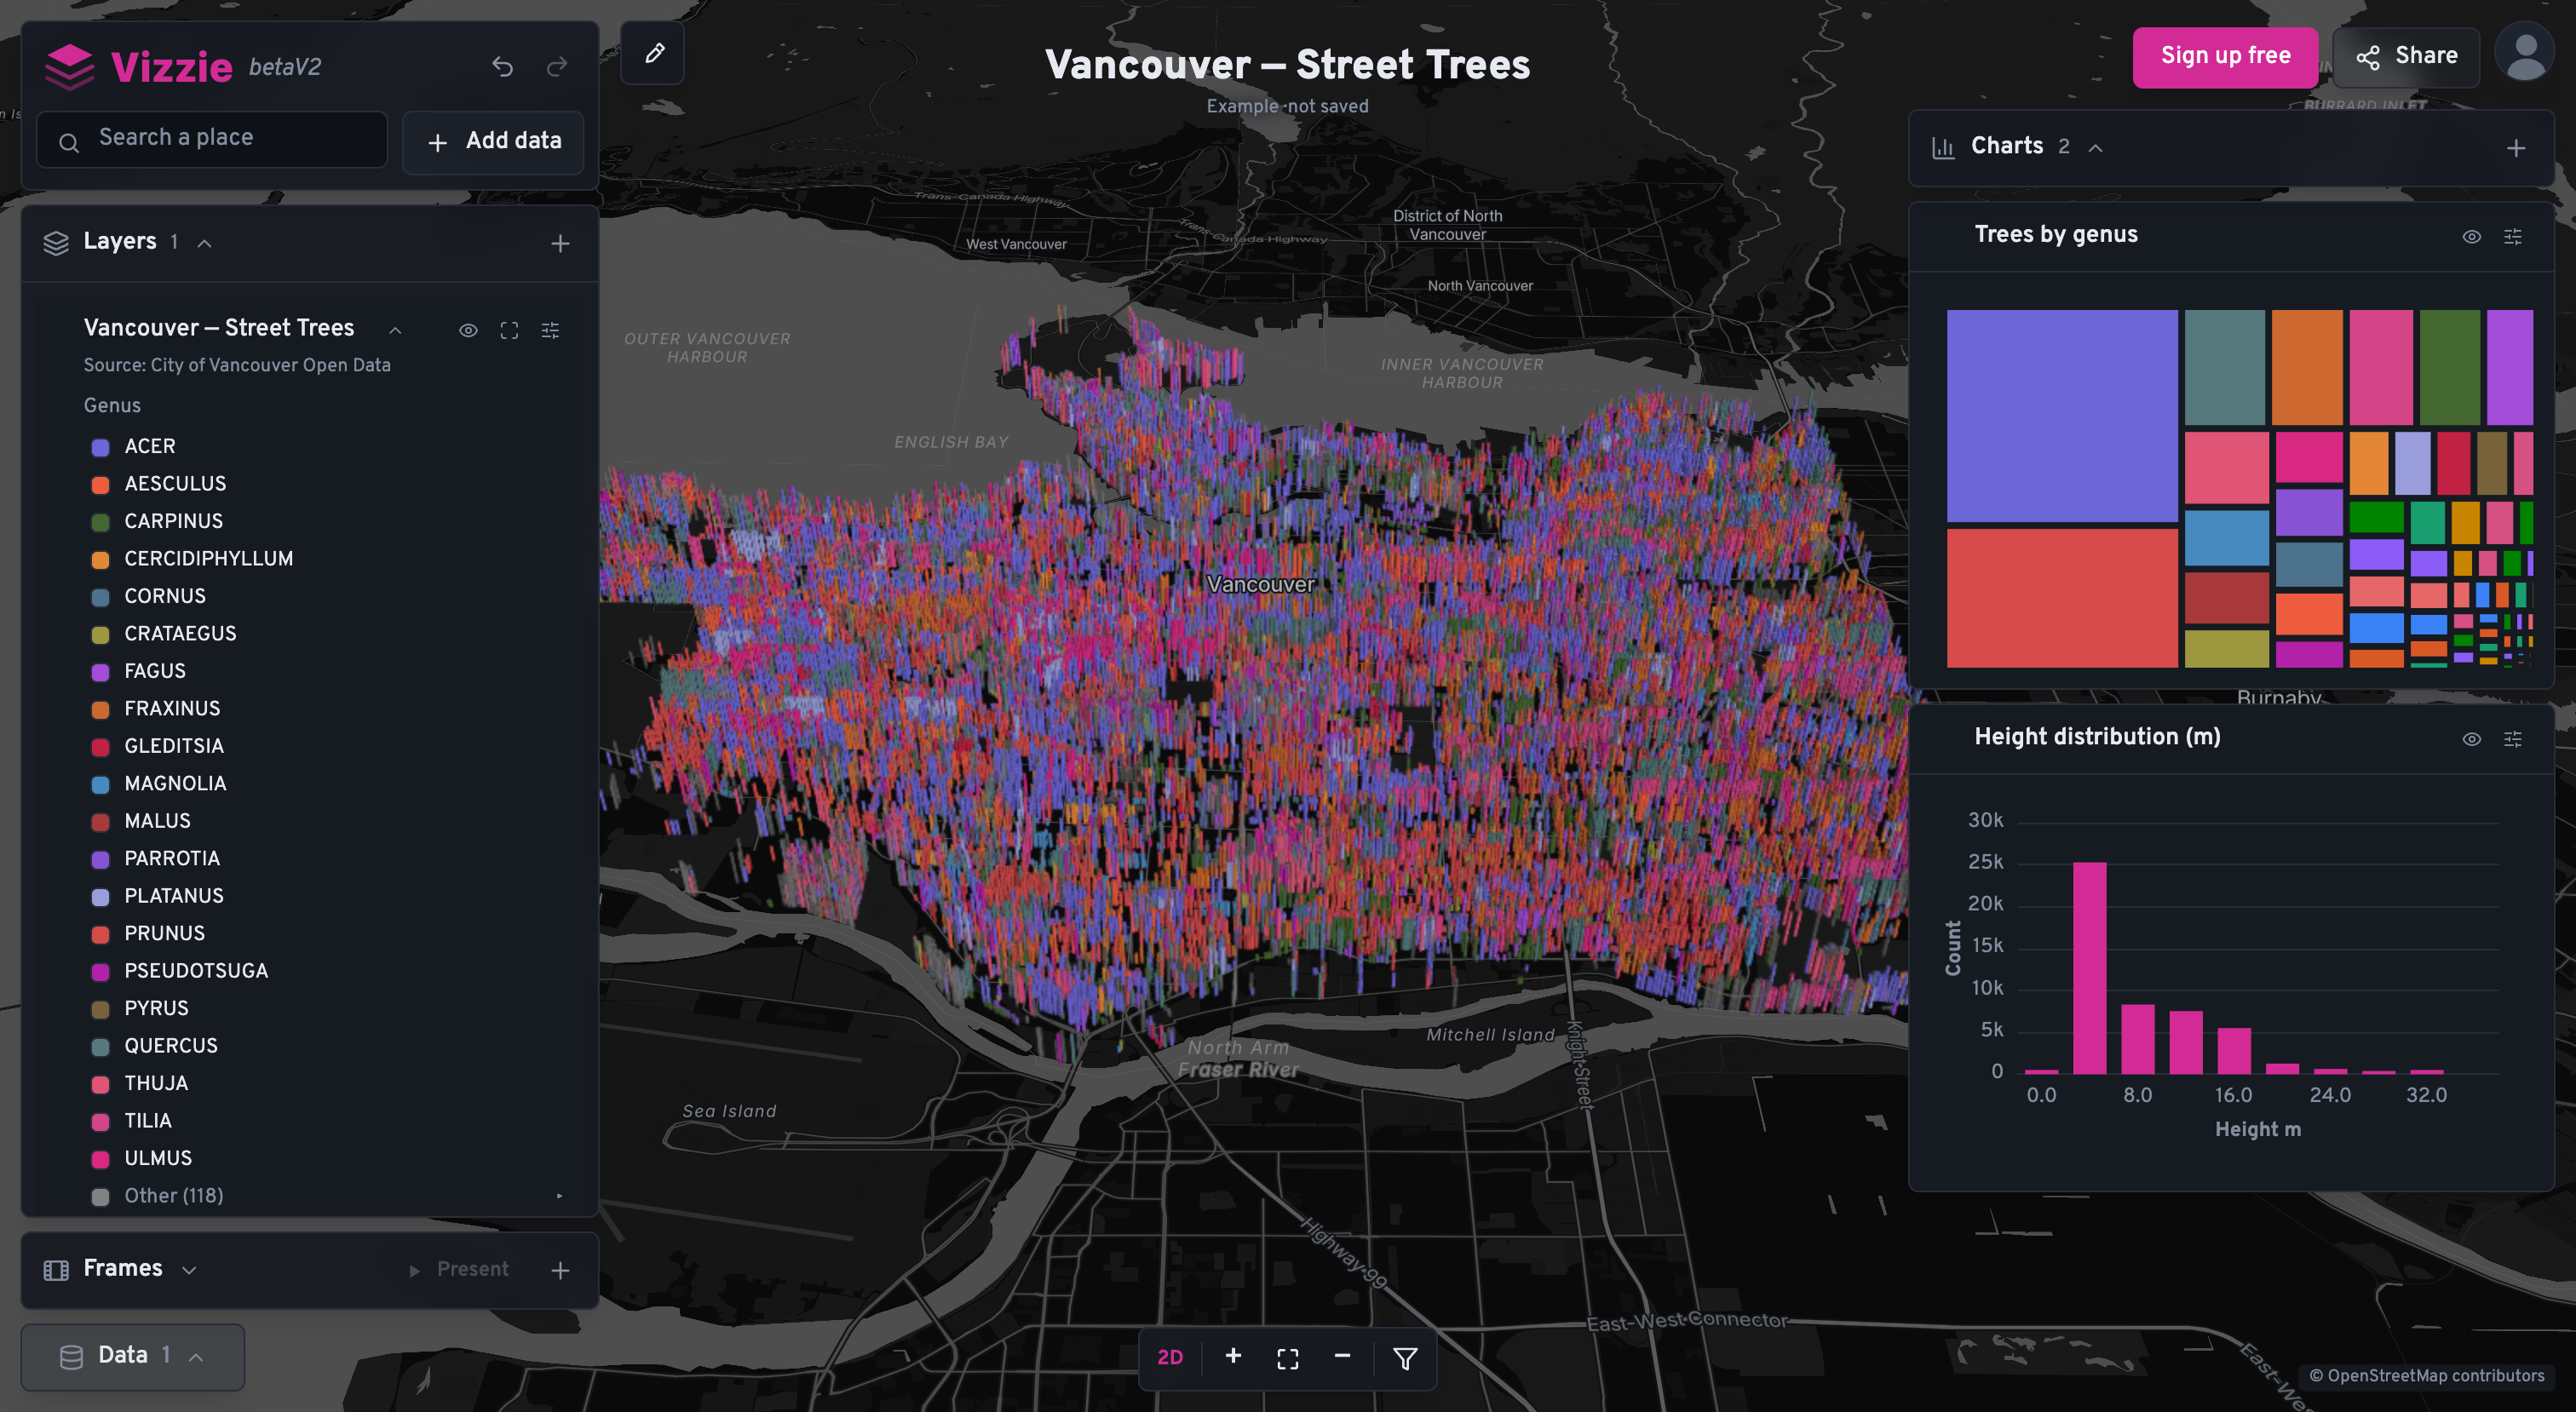 Vizzie betaV2
Search a place
+ Add data
Vancouver – Street Trees
Example · not saved
Sign up free
Share
Layers 1
Vancouver – Street Trees
Source: City of Vancouver Open Data
Genus
ACER
AESCULUS
CARPINUS
CERCIDIPHYLLUM
CORNUS
CRATAEGUS
FAGUS
FRAXINUS
GLEDITSIA
MAGNOLIA
MALUS
PARROTIA
PLATANUS
PRUNUS
PSEUDOTSUGA
PYRUS
QUERCUS
THUJA
TILIA
ULMUS
Other (118)
Frames
Present
Data 1
Trans-Canada Highway
Trans-Canada Highway
West Vancouver
District of North
Vancouver
North Vancouver
OUTER VANCOUVER
HARBOUR
INNER VANCOUVER
HARBOUR
ENGLISH BAY
Vancouver
BURRARD INLET
Burnaby
Mitchell Island
North Arm
Fraser River
Knight Street
Sea Island
Highway 99
East-West Connector
2D
Charts 2
Trees by genus
Height distribution (m)
30k
25k
20k
15k
10k
5k
0
Count
0.0
8.0
16.0
24.0
32.0
Height m
© OpenStreetMap contributors